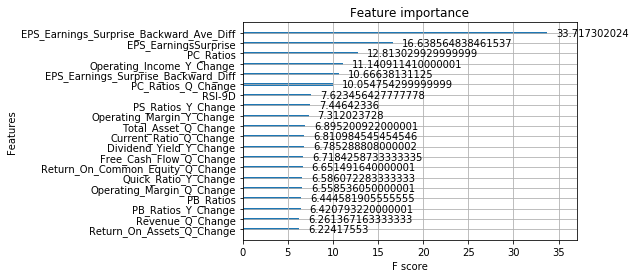 Feature importance
EPS_Earnings_Surprise_Backward_Ave_Diff 33.717302024
EPS_EarningsSurprise 16.638564838461537
PC_Ratios 12.813029929999999
Operating_Income_Y_Change 11.140911410000001
EPS_Earnings_Surprise_Backward_Diff 10.66638131125
PC_Ratios_Q_Change 10.054754299999999
RSI-9D 7.623456427777778
PS_Ratios_Y_Change 7.44642336
Operating_Margin_Y_Change 7.312023728
Total_Asset_Q_Change 6.895200922000001
Current_Ratio_Q_Change 6.810984545454546
Dividend_Yield_Y_Change 6.785288808000002
Free_Cash_Flow_Q_Change 6.7184258733333335
Return_On_Common_Equity_Q_Change 6.651491640000001
Quick_Ratio_Y_Change 6.586072283333333
Operating_Margin_Q_Change 6.558536050000001
PB_Ratios 6.444581905555555
PB_Ratios_Y_Change 6.420793220000001
Revenue_Q_Change 6.261367163333333
Return_On_Assets_Q_Change 6.22417553
Features
0 5 10 15 20 25 30 35
F score